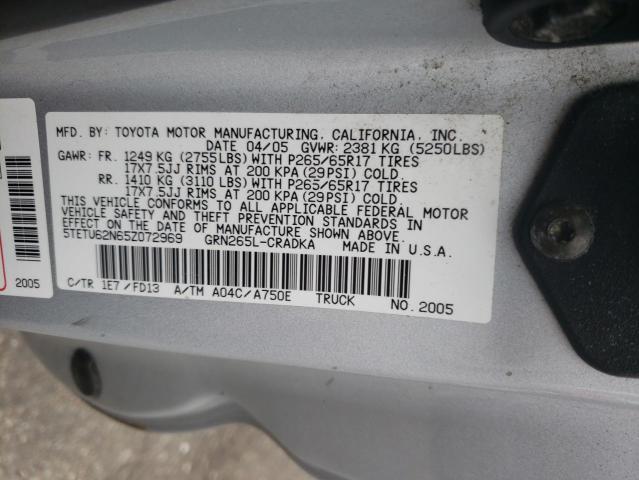 MFD. BY: TOYOTA MOTOR MANUFACTURING, CALIFORNIA, INC.
DATE 04/05 GVWR: 2381 KG (5250LBS)
GAWR: FR. 1249 KG (2755LBS) WITH P265/65R17 TIRES
17X7.5JJ RIMS AT 200 KPA (29PSI) COLD.
RR. 1410 KG (3110 LBS) WITH P265/65R17 TIRES
17X7.5JJ RIMS AT 200 KPA (29PSI) COLD.
THIS VEHICLE CONFORMS TO ALL APPLICABLE FEDERAL MOTOR
VEHICLE SAFETY AND THEFT PREVENTION STANDARDS IN
EFFECT ON THE DATE OF MANUFACTURE SHOWN ABOVE.
5TETU62N65Z072969 GRN265L-CRADKA MADE IN U.S.A.
C/TR 1E7 /FD13 A/TM A04C/A750E TRUCK NO. 2005
2005